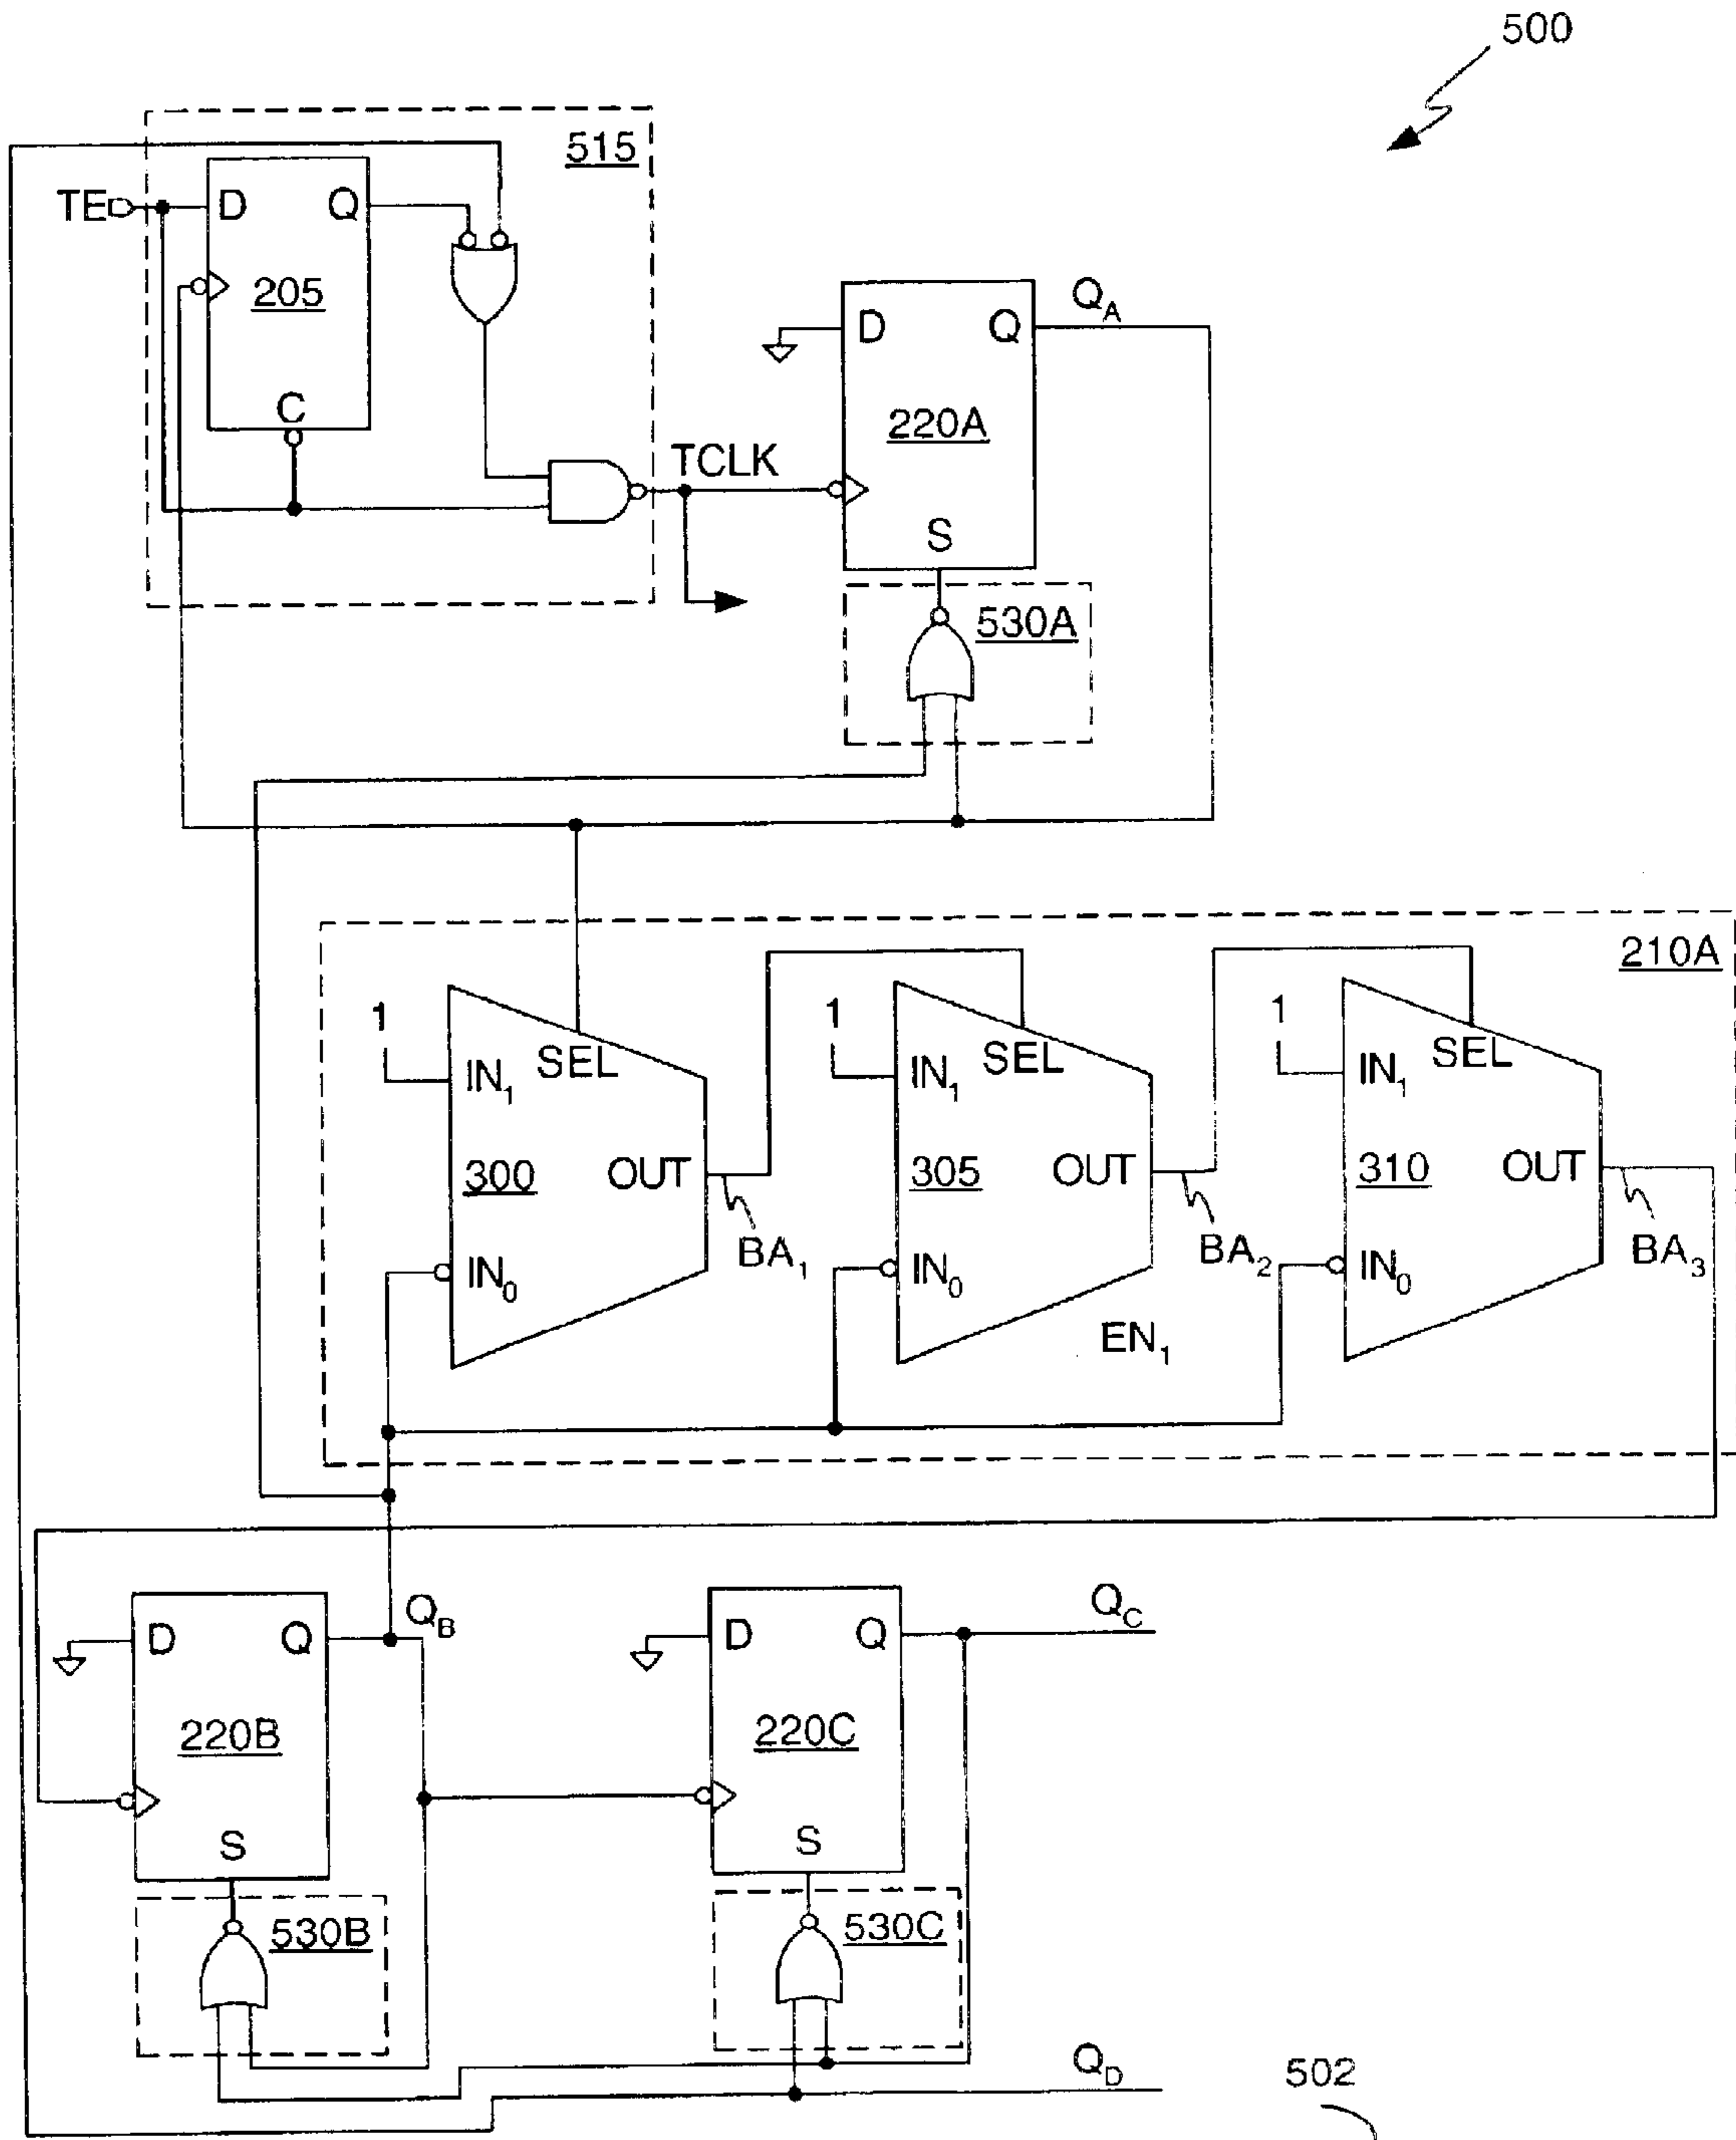 500
515
TE
D Q
205
C
TCLK
D Q
220A
S
Q_A
530A
210A
1
IN_1
SEL
300
OUT
IN_0
BA_1
1
IN_1
SEL
305
OUT
IN_0
BA_2
EN_1
1
IN_1
SEL
310
OUT
IN_0
BA_3
D Q
220B
S
Q_B
530B
D Q
220C
S
Q_C
530C
Q_D
502